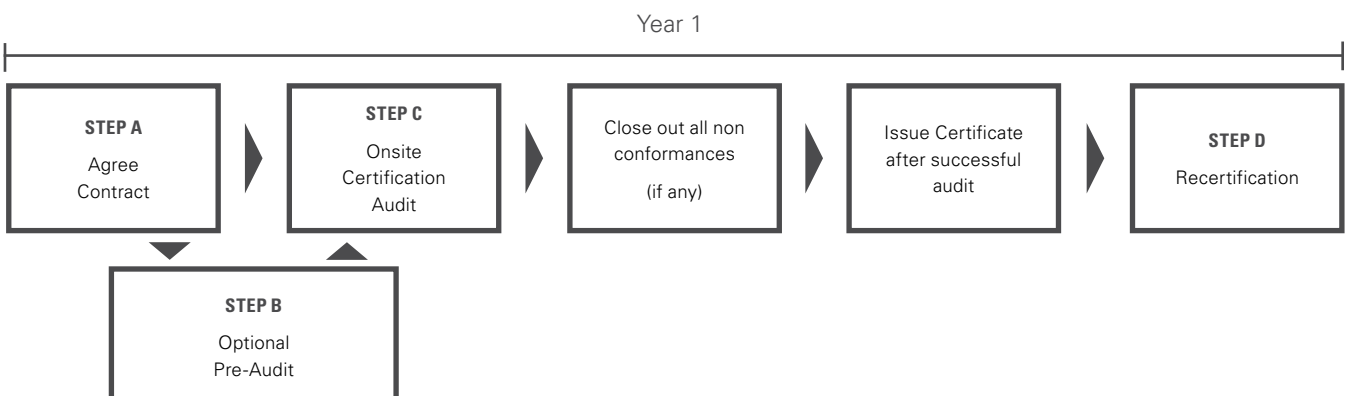 Year 1
STEP A
Agree
Contract
STEP C
Onsite
Certification
Audit
Close out all non
conformances
(if any)
Issue Certificate
after successful
audit
STEP D
Recertification
STEP B
Optional
Pre-Audit